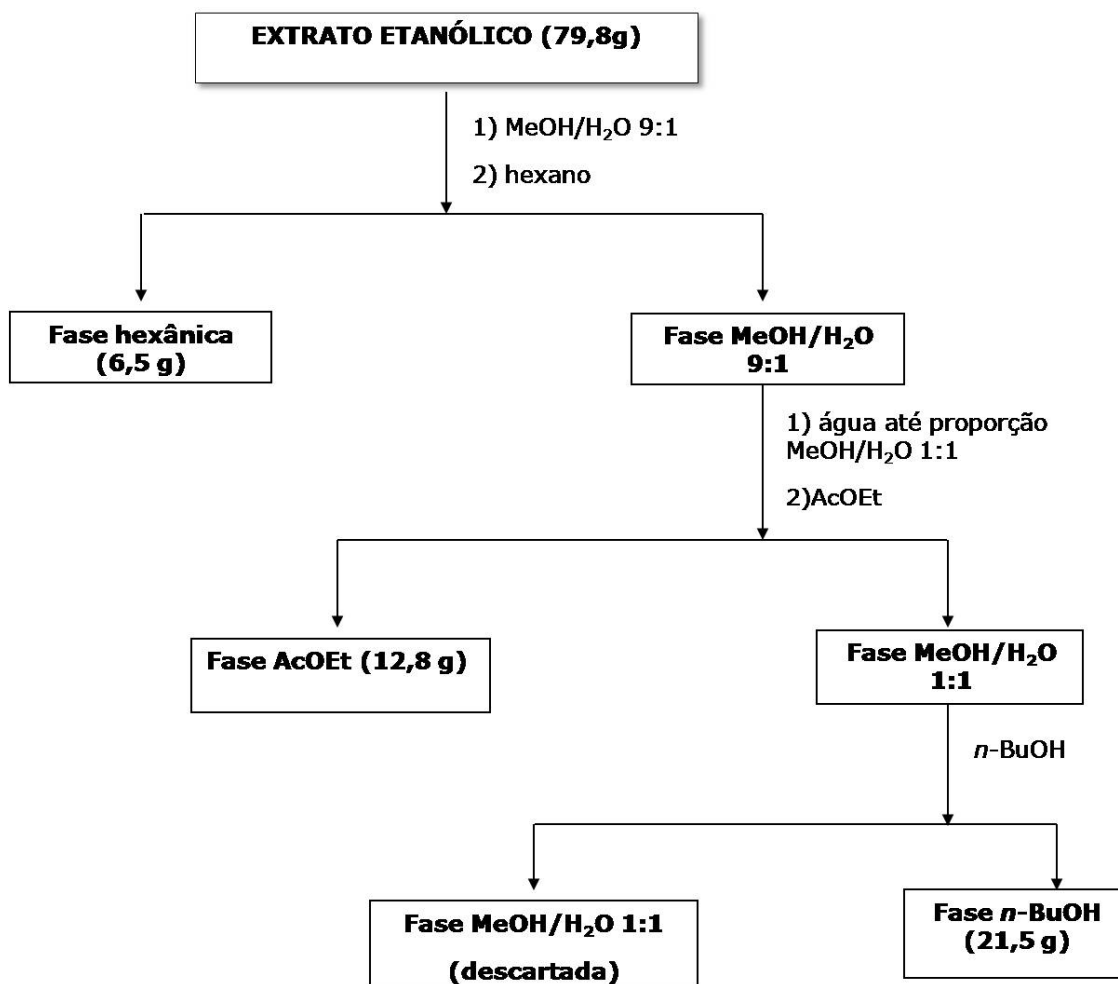 EXTRATO ETANÓLICO (79,8g)
1) MeOH/H₂O 9:1
2) hexano
Fase hexânica
(6,5 g)
Fase MeOH/H₂O
9:1
1) água até proporção
MeOH/H₂O 1:1
2)AcOEt
Fase AcOEt (12,8 g)
Fase MeOH/H₂O
1:1
n-BuOH
Fase MeOH/H₂O 1:1
(descartada)
Fase n-BuOH
(21,5 g)